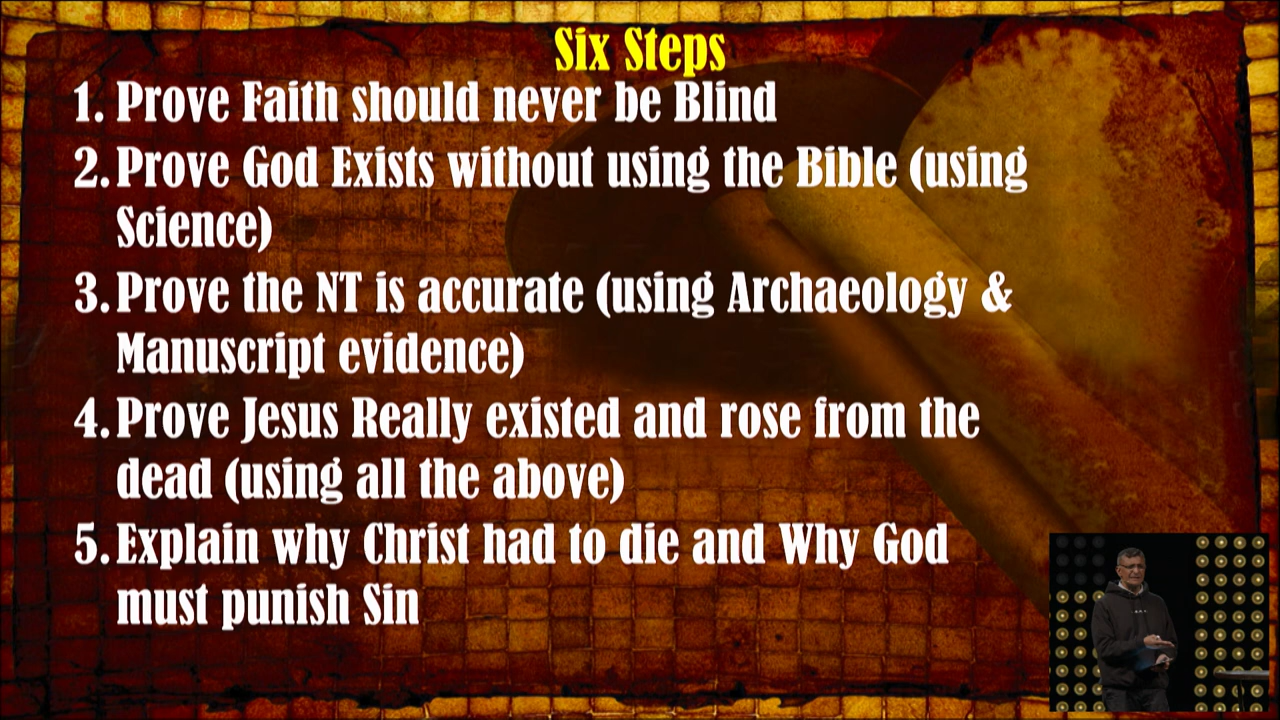 Six Steps
1. Prove Faith should never be Blind
2. Prove God Exists without using the Bible (using
Science)
3. Prove the NT is accurate (using Archaeology &
Manuscript evidence)
4. Prove Jesus Really existed and rose from the
dead (using all the above)
5. Explain why Christ had to die and Why God
must punish Sin